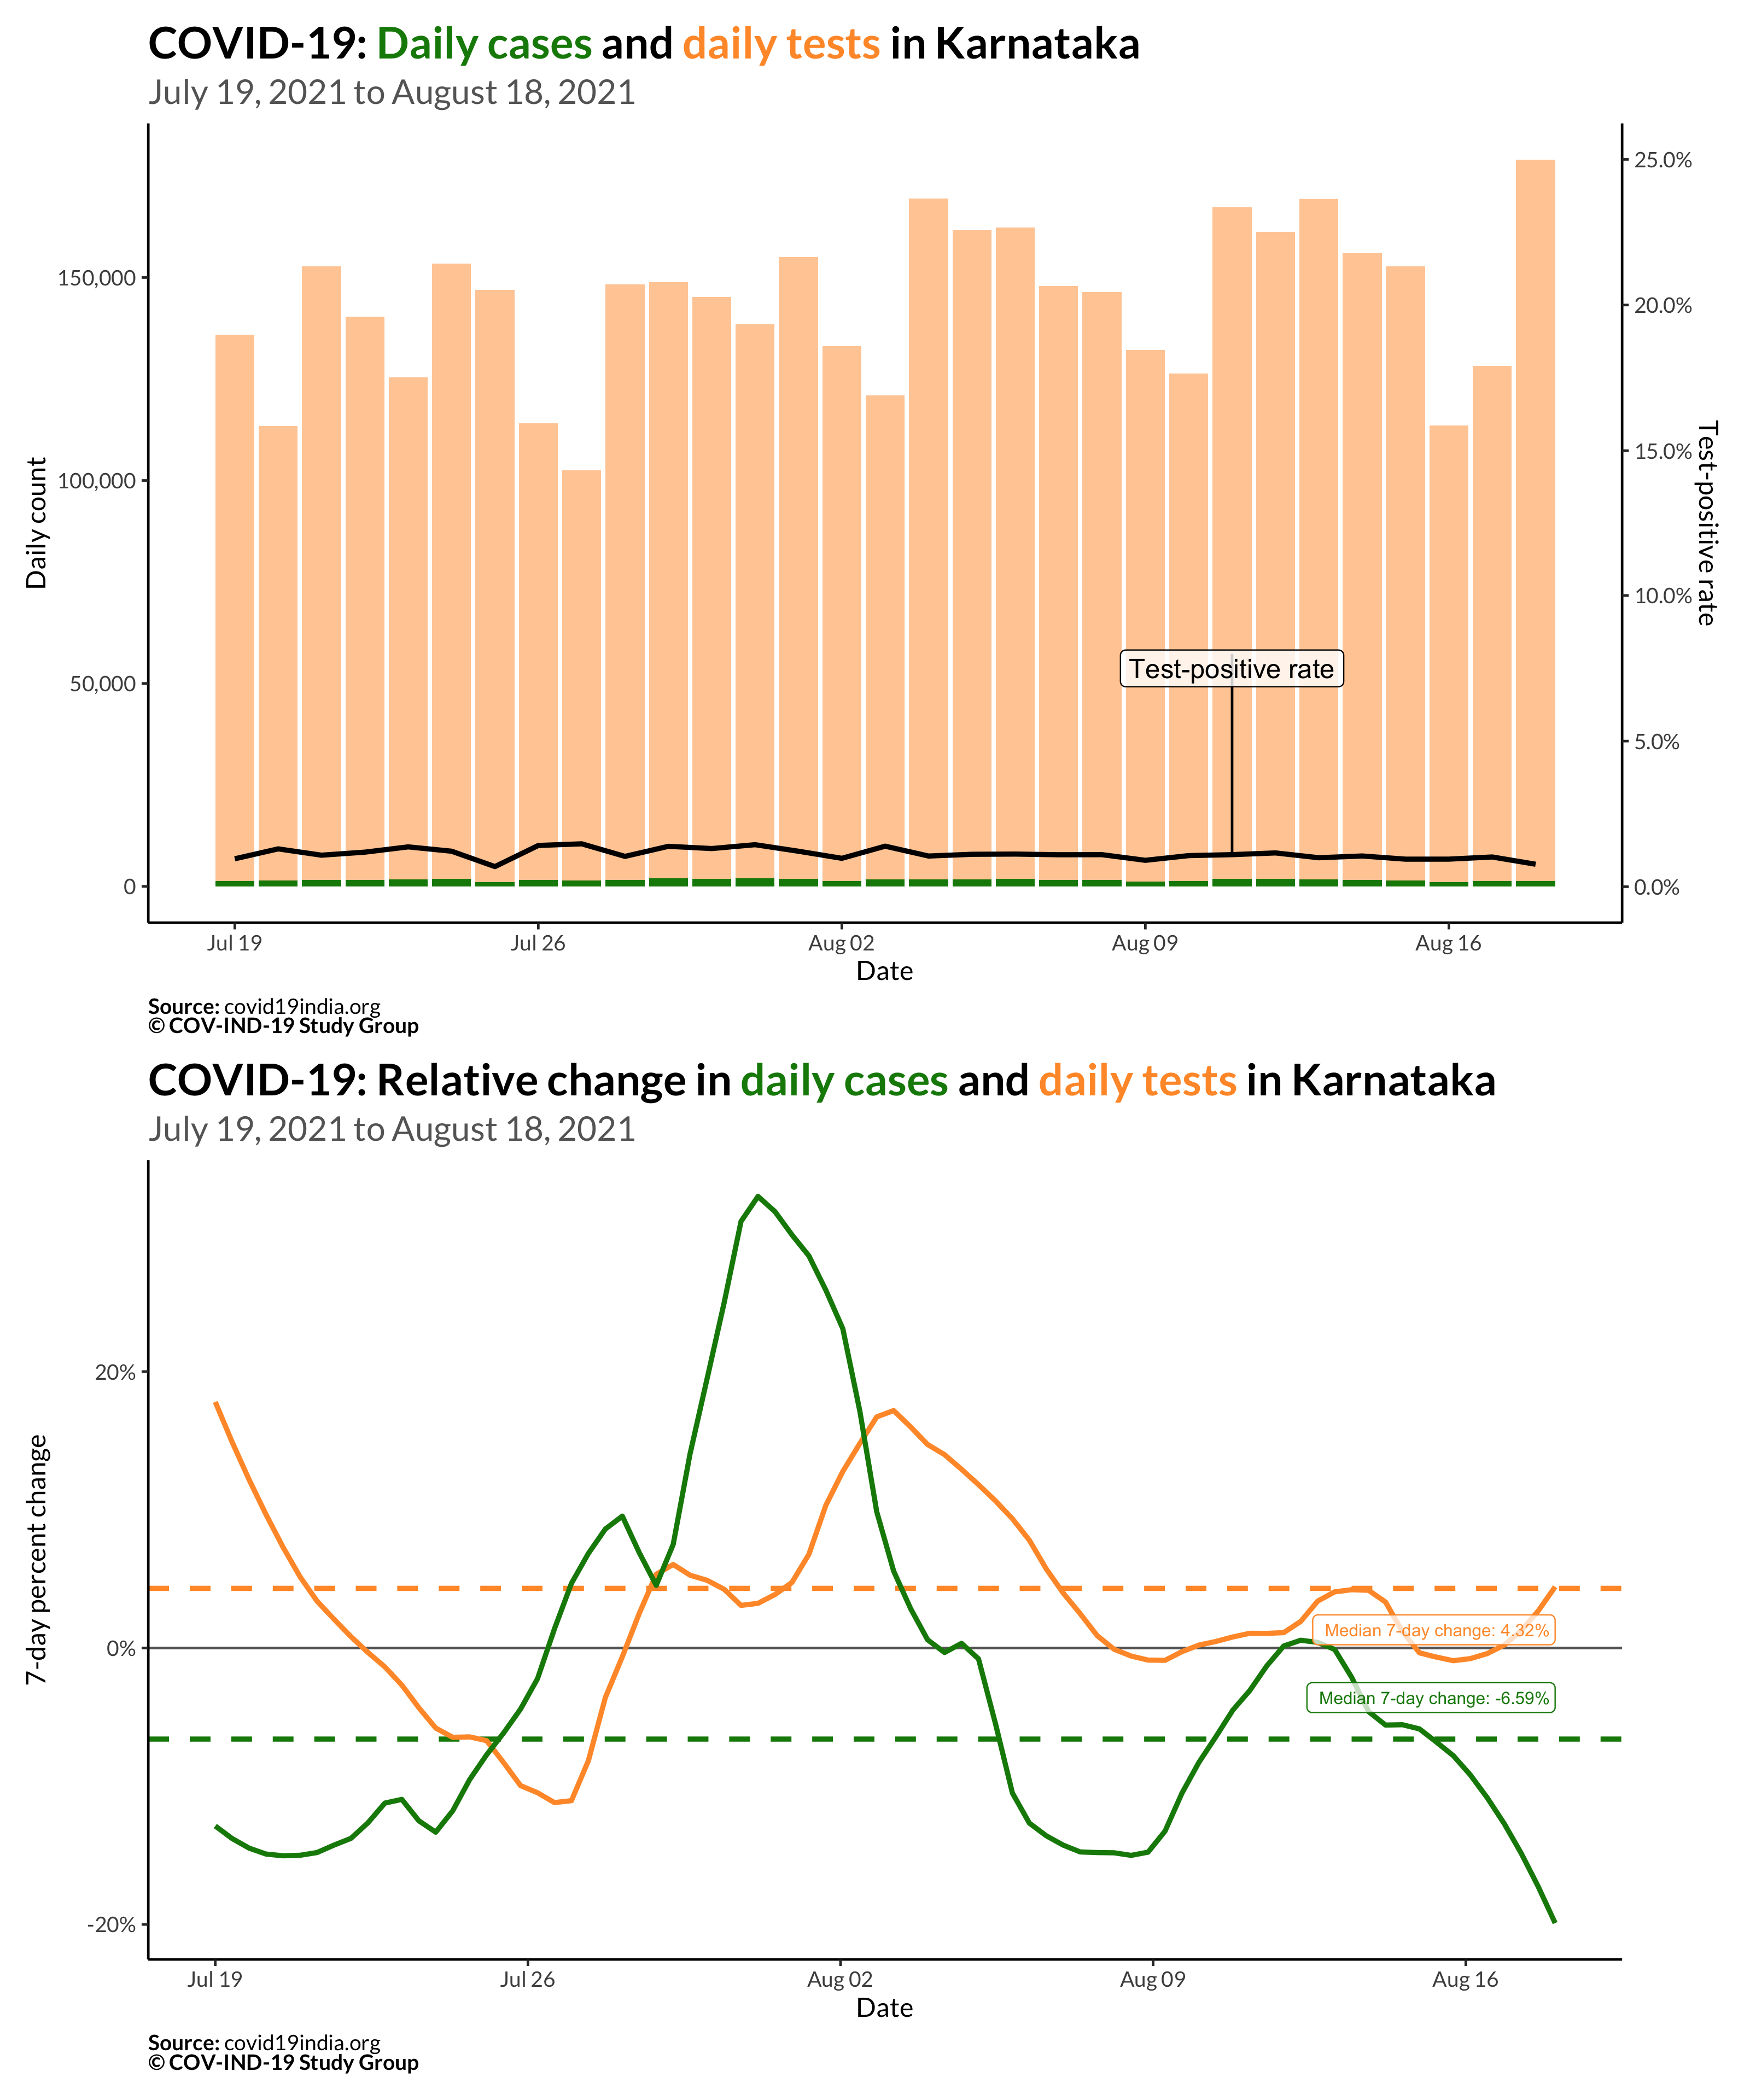 COVID-19: Daily cases and daily tests in Karnataka
July 19, 2021 to August 18, 2021
Daily count
150,000
100,000
50,000
0
25.0%
20.0%
15.0%
10.0%
5.0%
0.0%
Test-positive rate
Test-positive rate
Jul 19
Jul 26
Aug 02
Aug 09
Aug 16
Date
Source: covid19india.org
© COV-IND-19 Study Group
COVID-19: Relative change in daily cases and daily tests in Karnataka
July 19, 2021 to August 18, 2021
7-day percent change
20%
0%
-20%
Median 7-day change: 4.32%
Median 7-day change: -6.59%
Jul 19
Jul 26
Aug 02
Aug 09
Aug 16
Date
Source: covid19india.org
© COV-IND-19 Study Group